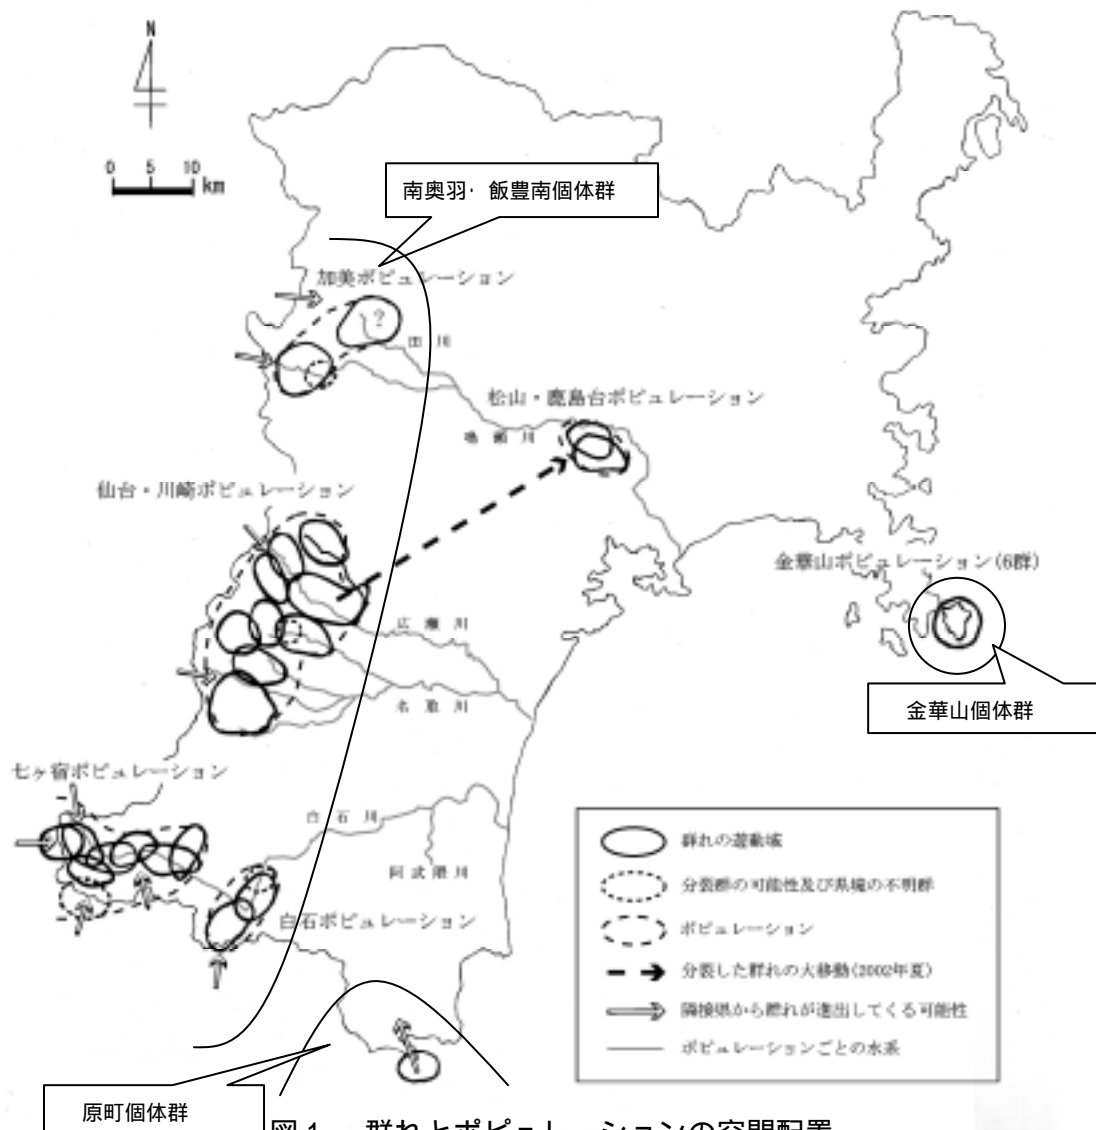 N
0 5 10 km
南奥羽・飯豊南個体群
加美ポピュレーション
?
田川
松山・鹿島台ポピュレーション
鳴瀬川
仙台・川崎ポピュレーション
金華山ポピュレーション(6群)
広瀬川
金華山個体群
名取川
七ヶ宿ポピュレーション
白石川
阿武隈川
白石ポピュレーション
群れの遊動域
分裂群の可能性及び県境の不明群
ポピュレーション
分裂した群れの大移動(2002年夏)
隣接県から群れが進出してくる可能性
ポピュレーションごとの水系
原町個体群
図1 群れとポピュレーションの空間配置